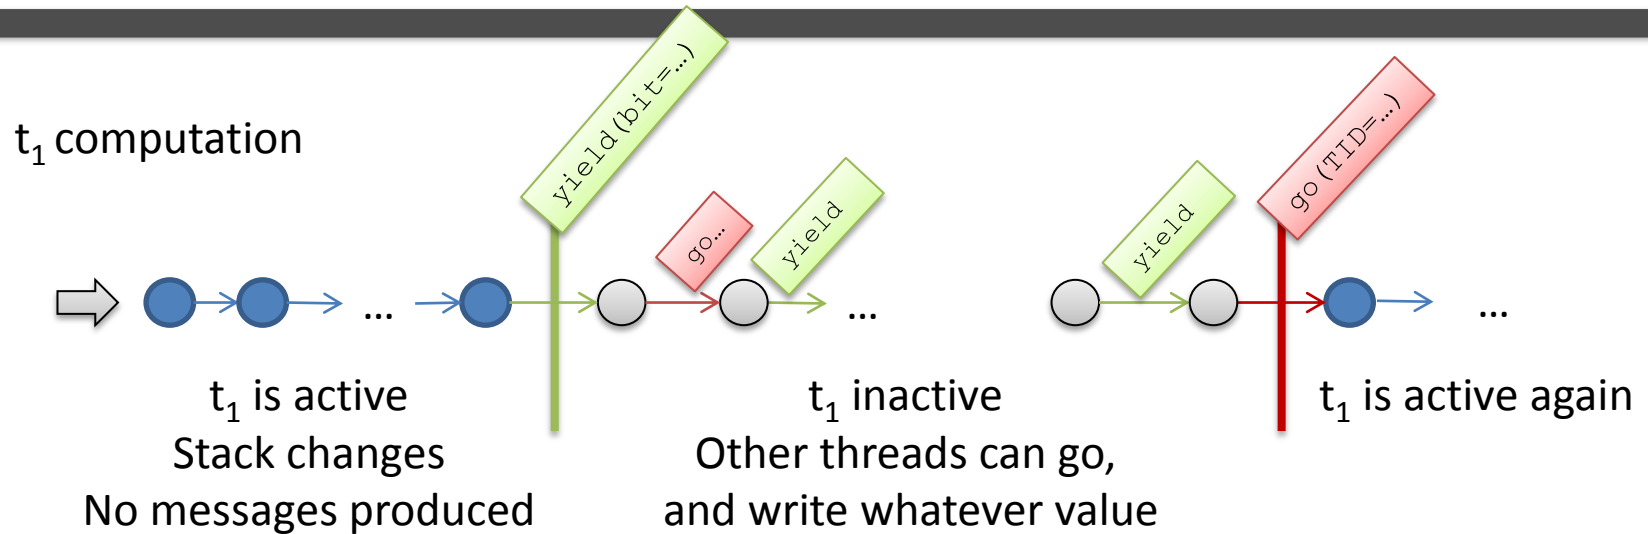 yield(bit=…)
go(TID=…)
t₁ computation
go…
yield
yield
…
…
…
t₁ is active
Stack changes
No messages produced
t₁ inactive
Other threads can go,
and write whatever value
t₁ is active again